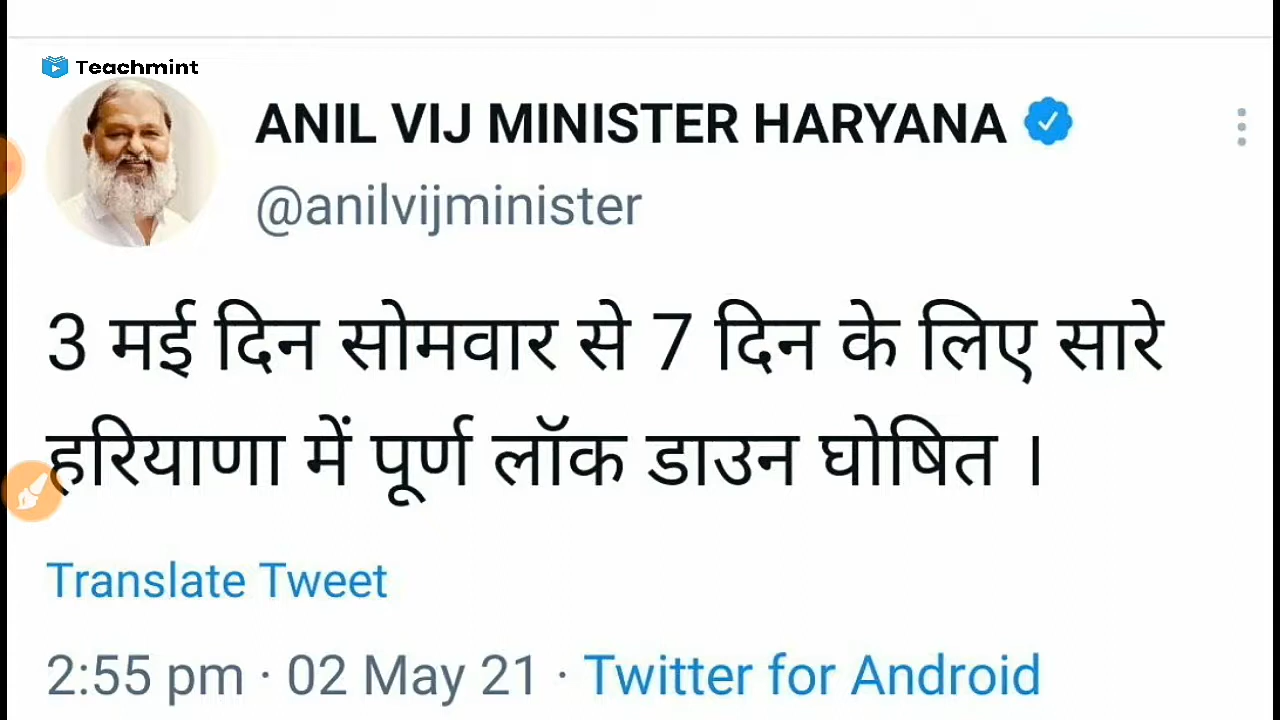 Teachmint
ANIL VIJ MINISTER HARYANA
@anilvijminister
3 मई दिन सोमवार से 7 दिन के लिए सारे
हरियाणा में पूर्ण लॉक डाउन घोषित ।
Translate Tweet
2:55 pm · 02 May 21 · Twitter for Android